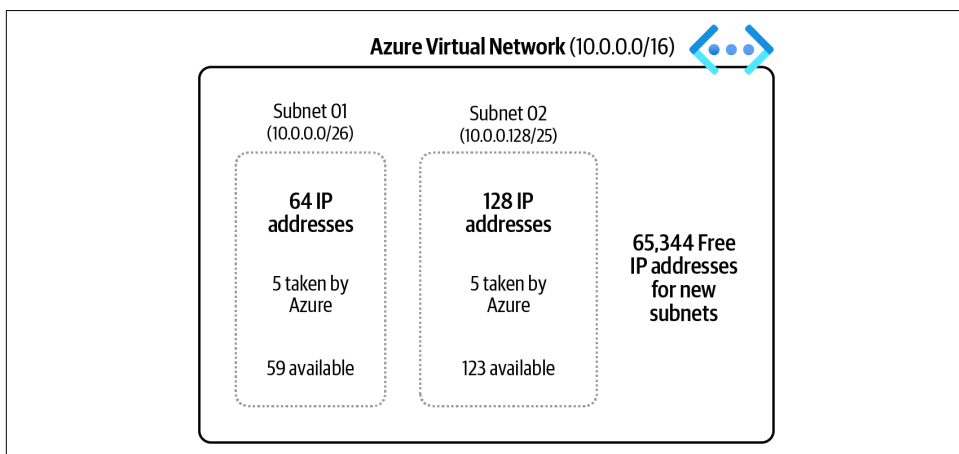 Azure Virtual Network (10.0.0.0/16)
Subnet 01
(10.0.0.0/26)
64 IP
addresses
5 taken by
Azure
59 available
Subnet 02
(10.0.0.128/25)
128 IP
addresses
5 taken by
Azure
123 available
65,344 Free
IP addresses
for new
subnets